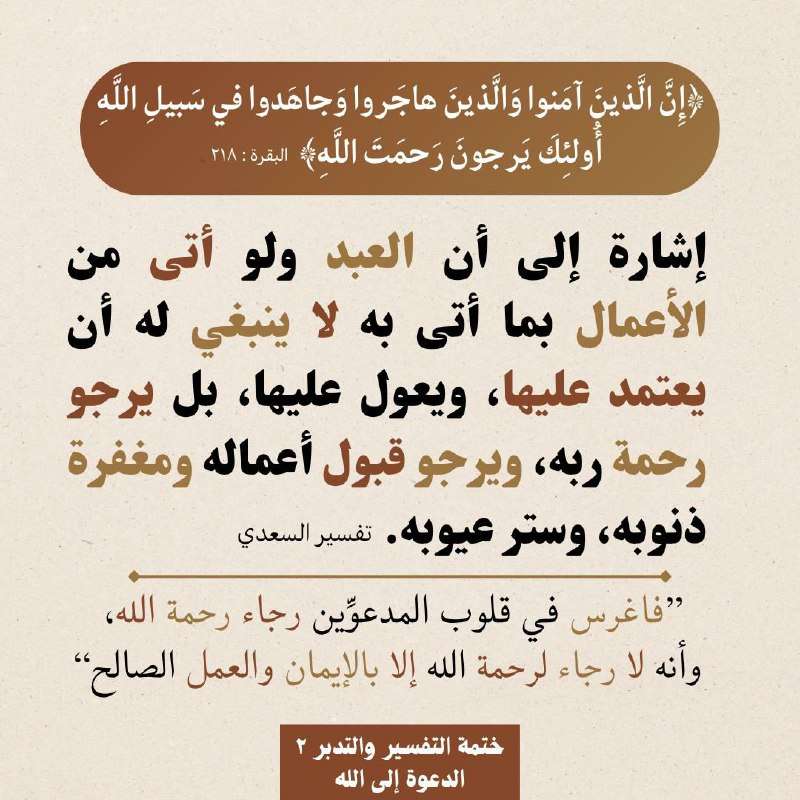 ﴿إِنَّ الَّذينَ آمَنوا وَالَّذينَ هاجَروا وَجاهَدوا في سَبيلِ اللَّهِ
أُولئِكَ يَرجونَ رَحمَتَ اللَّهِ﴾ البقرة : ٢١٨
إشارة إلى أن العبد ولو أتى من
الأعمال بما أتى به لا ينبغي له أن
يعتمد عليها، ويعول عليها، بل يرجو
رحمة ربه، ويرجو قبول أعماله ومغفرة
ذنوبه، وستر عيوبه. تفسير السعدي
”فاغرس في قلوب المدعوِّين رجاء رحمة الله،
وأنه لا رجاء لرحمة الله إلا بالإيمان والعمل الصالح“
ختمة التفسير والتدبر ٢
الدعوة إلى الله